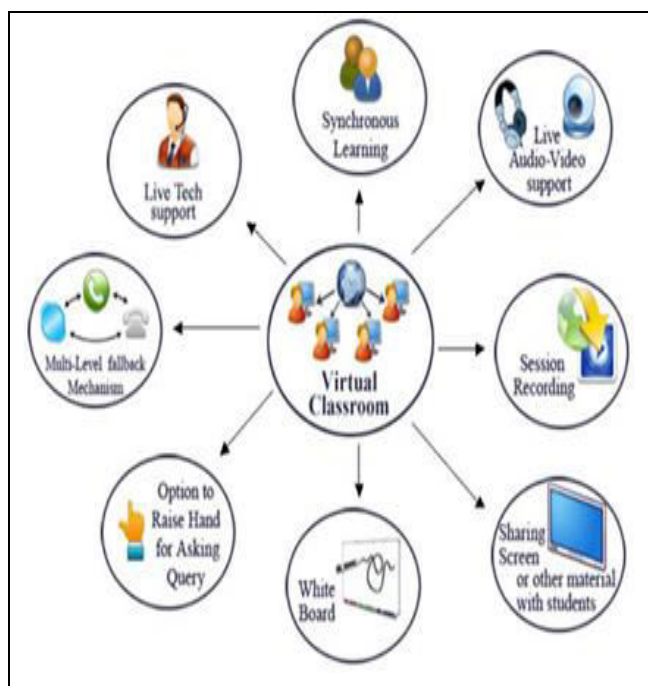 Synchronous
Learning
Live
Audio-Video
support
Live Tech
support
Multi-Level fallback
Mechanism
Virtual
Classroom
Session
Recording
Option to
Raise Hand
for Asking
Query
White
Board
Sharing
Screen
or other material
with students